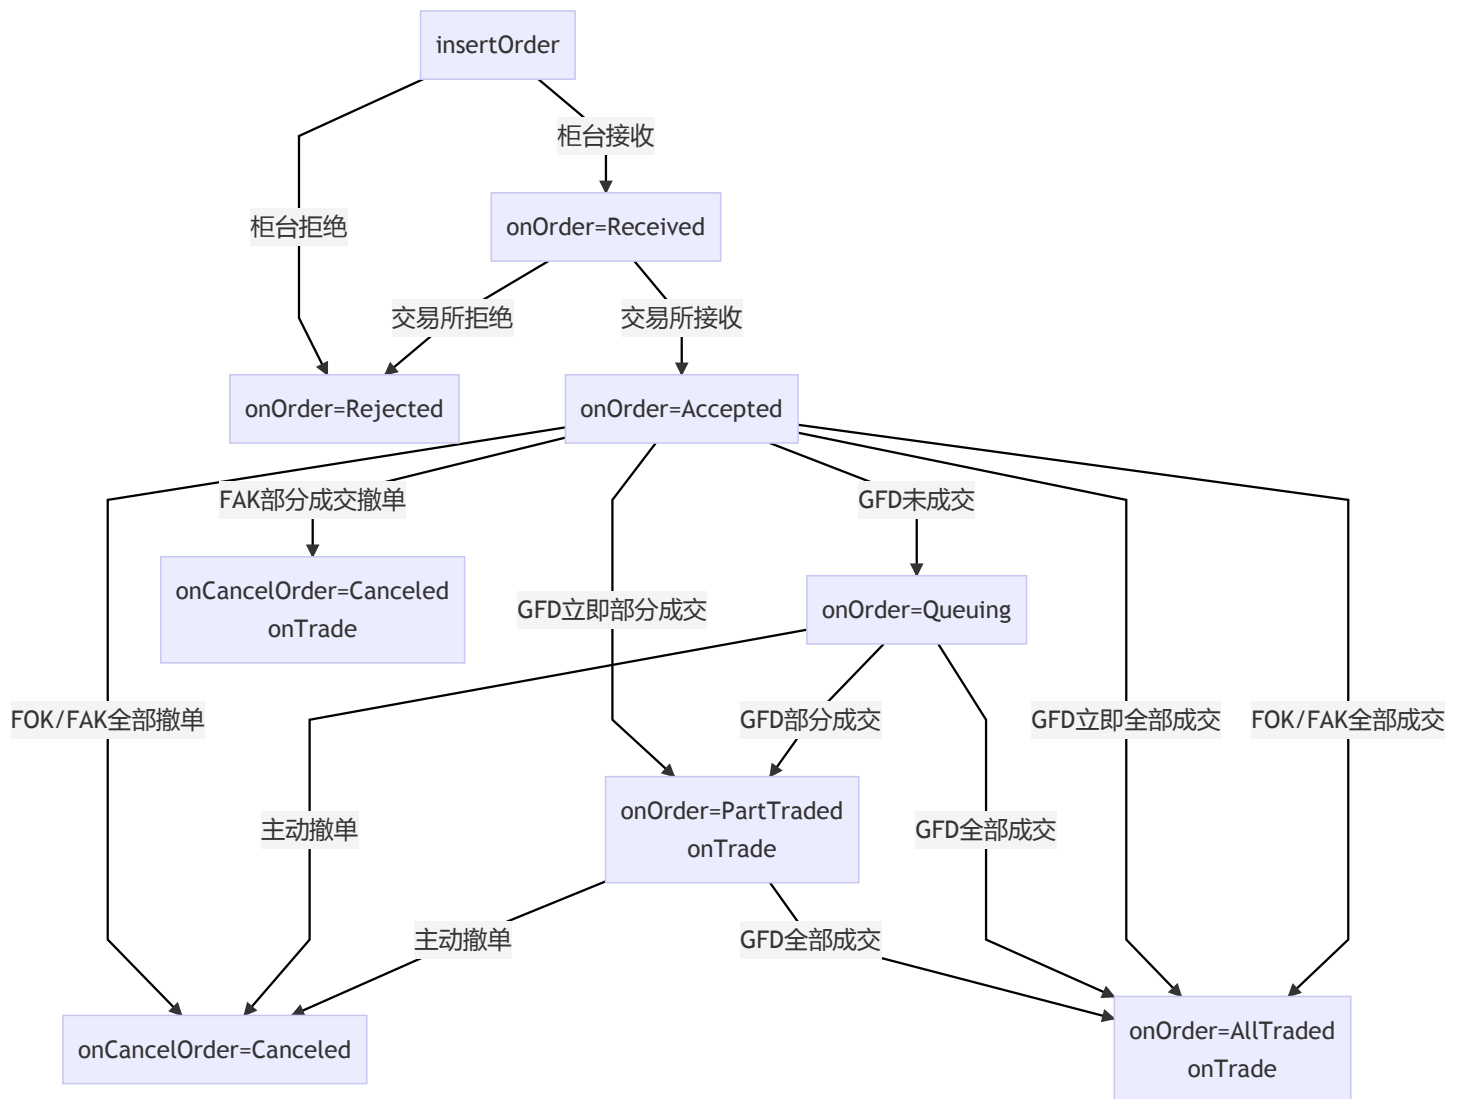 insertOrder
柜台接收
柜台拒绝
onOrder=Received
交易所拒绝
交易所接收
onOrder=Rejected
onOrder=Accepted
FAK部分成交撤单
GFD未成交
onCancelOrder=Canceled
onTrade
GFD立即部分成交
onOrder=Queuing
FOK/FAK全部撤单
GFD部分成交
GFD立即全部成交
FOK/FAK全部成交
主动撤单
onOrder=PartTraded
onTrade
GFD全部成交
主动撤单
GFD全部成交
onCancelOrder=Canceled
onOrder=AllTraded
onTrade